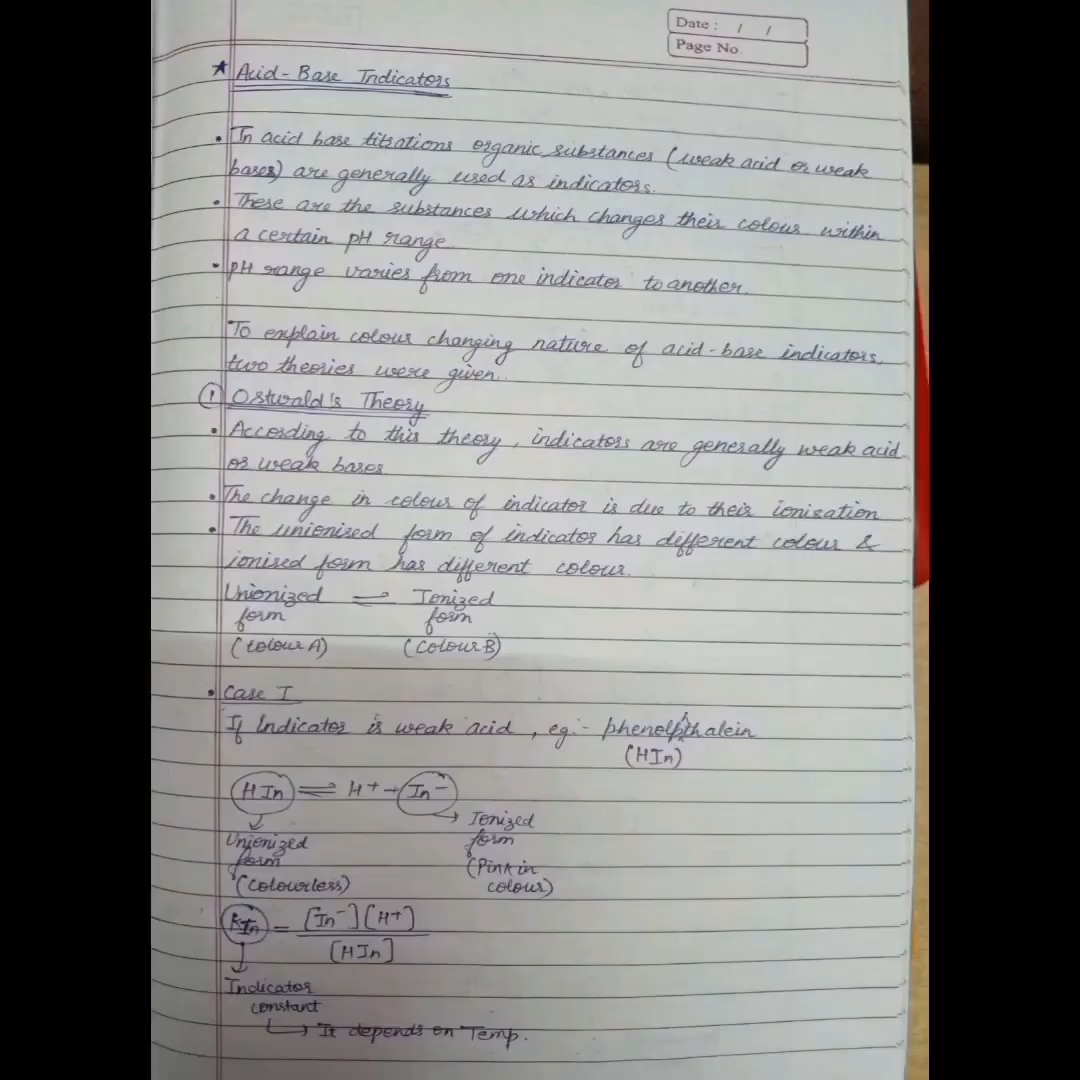 Date : / /
Page No.
★ Acid-Base Indicators
• In acid base titrations organic substances (weak acid or weak
bases) are generally used as indicators.
• These are the substances which changes their colour within
a certain pH range
• pH range varies from one indicator to another.
To explain colour changing nature of acid-base indicators,
two theories were given.
① Ostwald's Theory
• According to this theory, indicators are generally weak acid
or weak bases
• The change in colour of indicator is due to their ionisation
• The unionised form of indicator has different colour &
ionised form has different colour.
Unionized ⇌ Ionized
form form
(colour A) (colour B)
• Case I
If Indicator is weak acid, eg:- phenolphthalein
(HIn)
HIn ⇌ H+ + In-
Ionized
Unionized form
form (Pink in
(colourless) colour)
KIn = [In-][H+]
[HIn]
Indicator
constant
It depends on Temp.